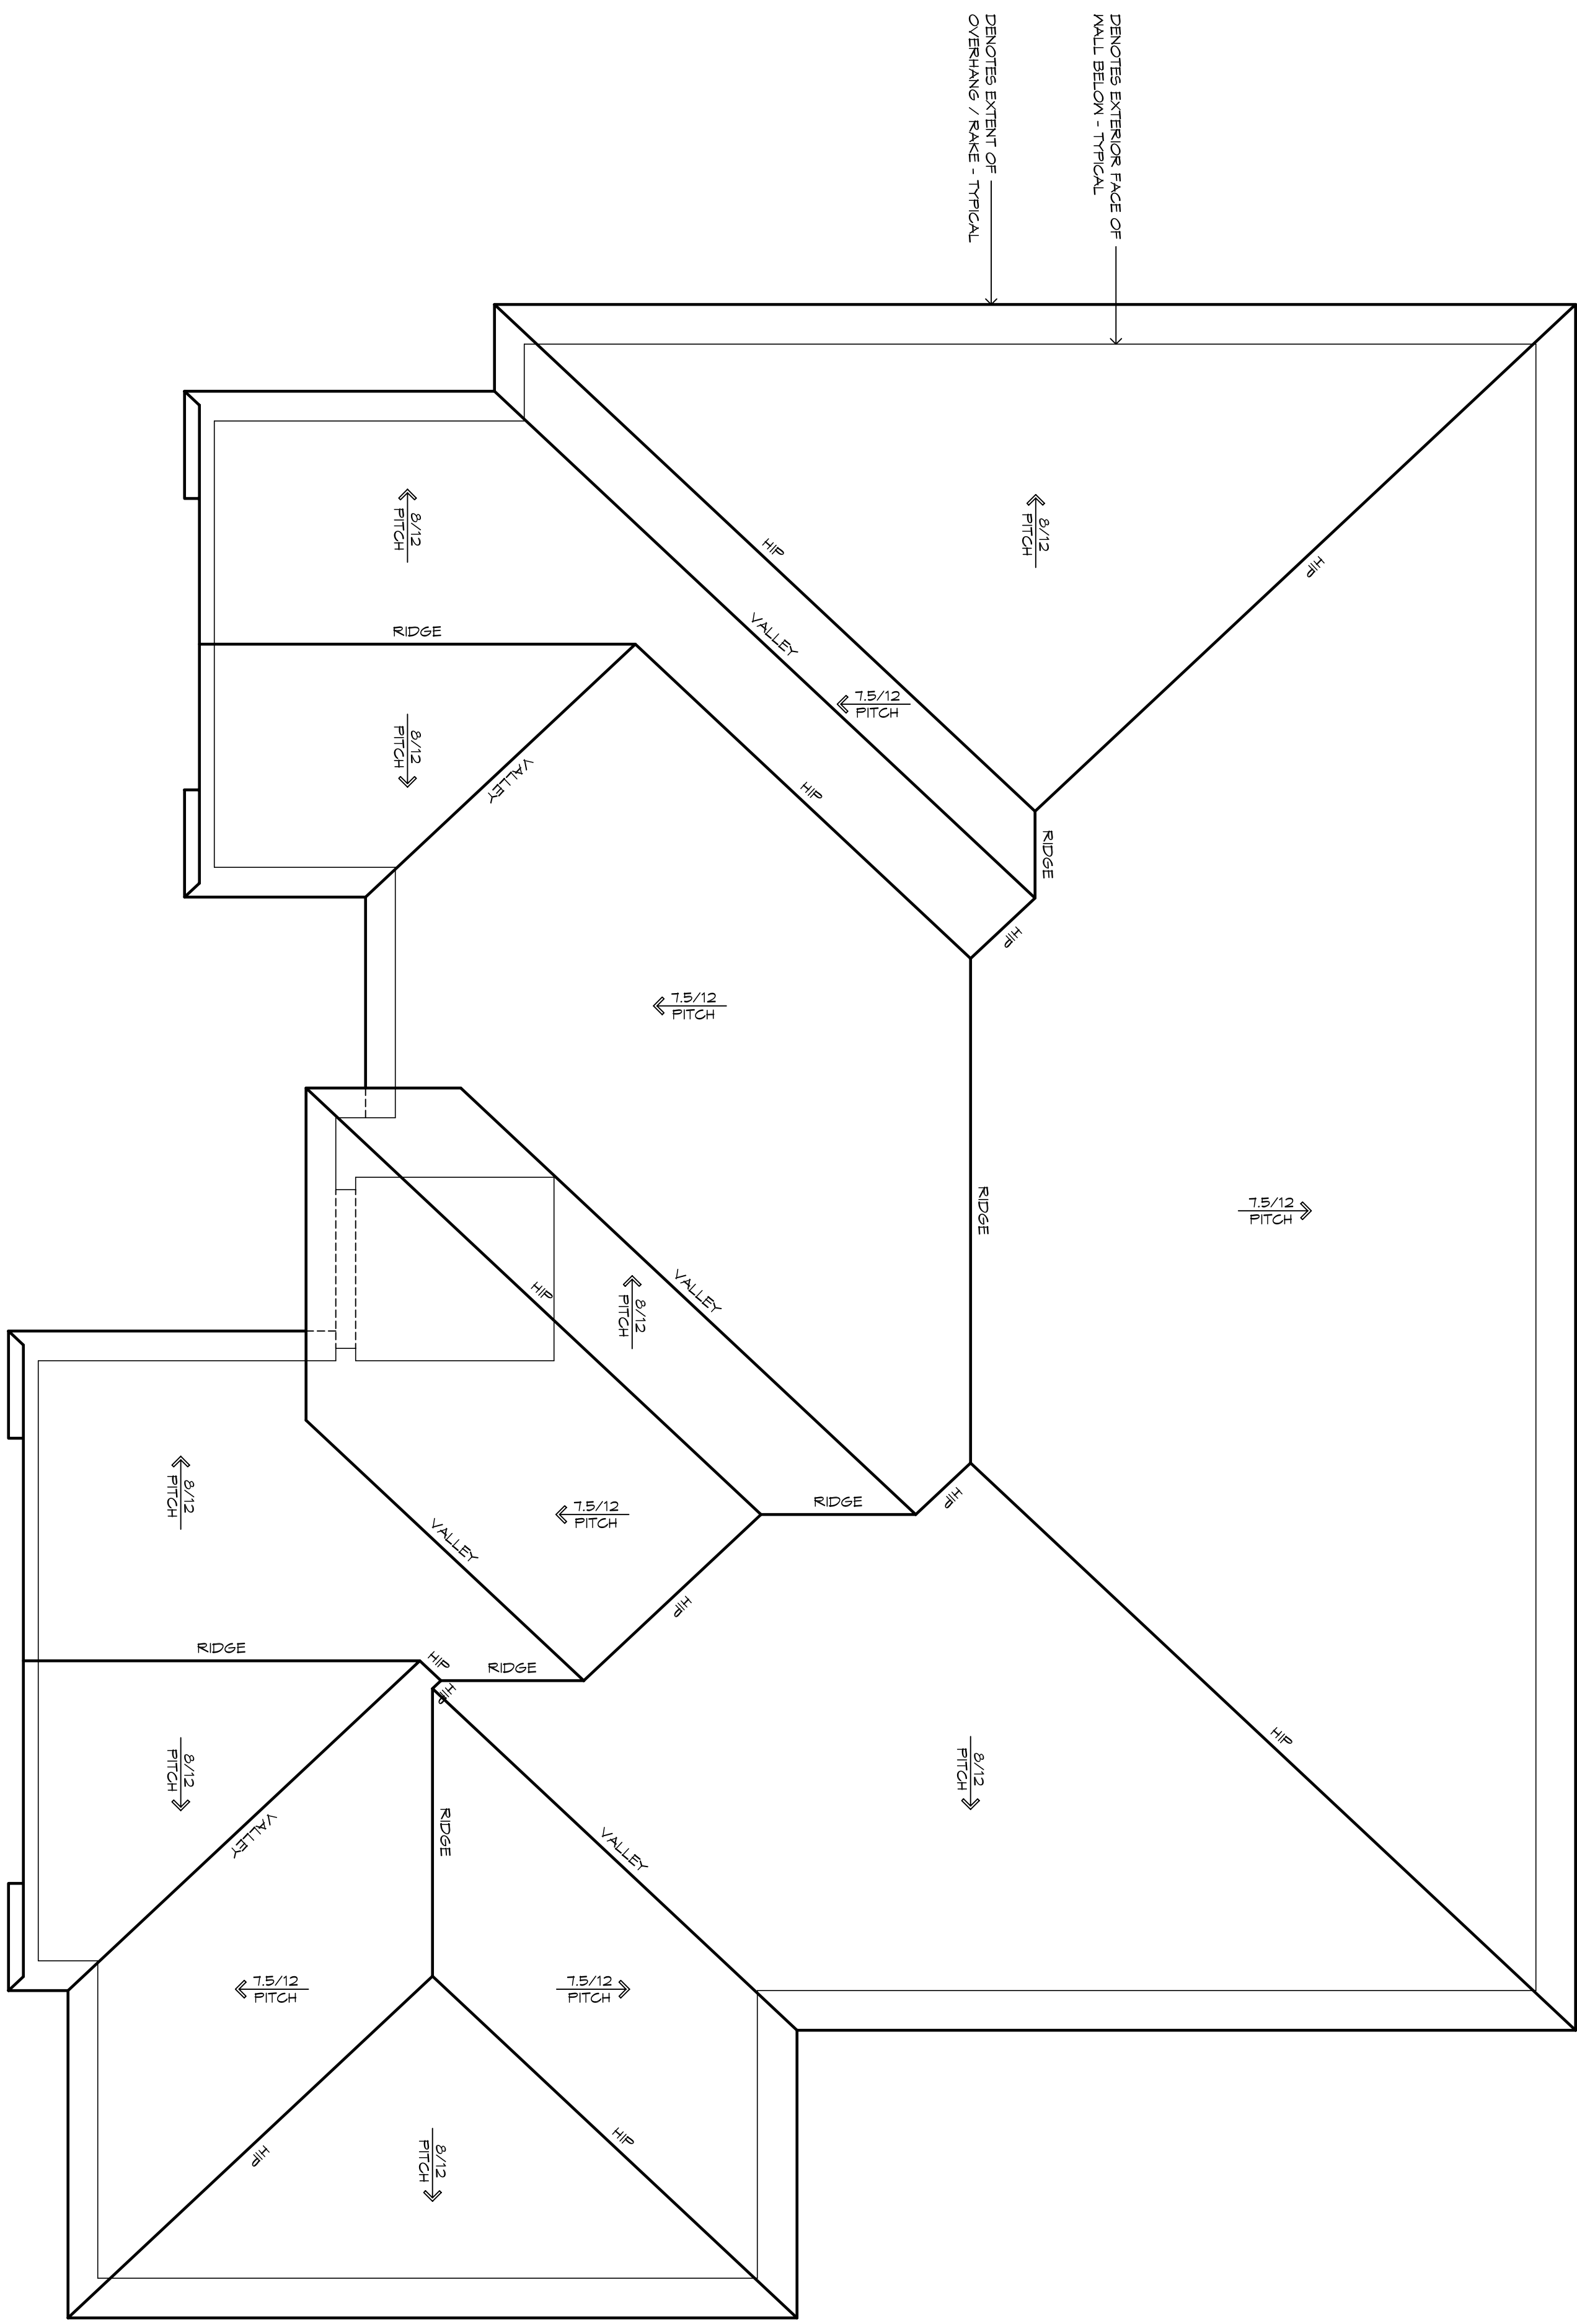 DENOTES EXTERIOR FACE OF
WALL BELOW - TYPICAL
DENOTES EXTENT OF
OVERHANG / RAKE - TYPICAL
8/12
PITCH
8/12
PITCH
HIP
HIP
RIDGE
VALLEY
7.5/12
PITCH
8/12
PITCH
VALLEY
HIP
RIDGE
HIP
7.5/12
PITCH
7.5/12
PITCH
RIDGE
VALLEY
HIP
8/12
PITCH
8/12
PITCH
HIP
RIDGE
7.5/12
PITCH
VALLEY
HIP
RIDGE
HIP
RIDGE
HIP
HIP
8/12
PITCH
8/12
PITCH
RIDGE
VALLEY
VALLEY
7.5/12
PITCH
7.5/12
PITCH
HIP
HIP
8/12
PITCH